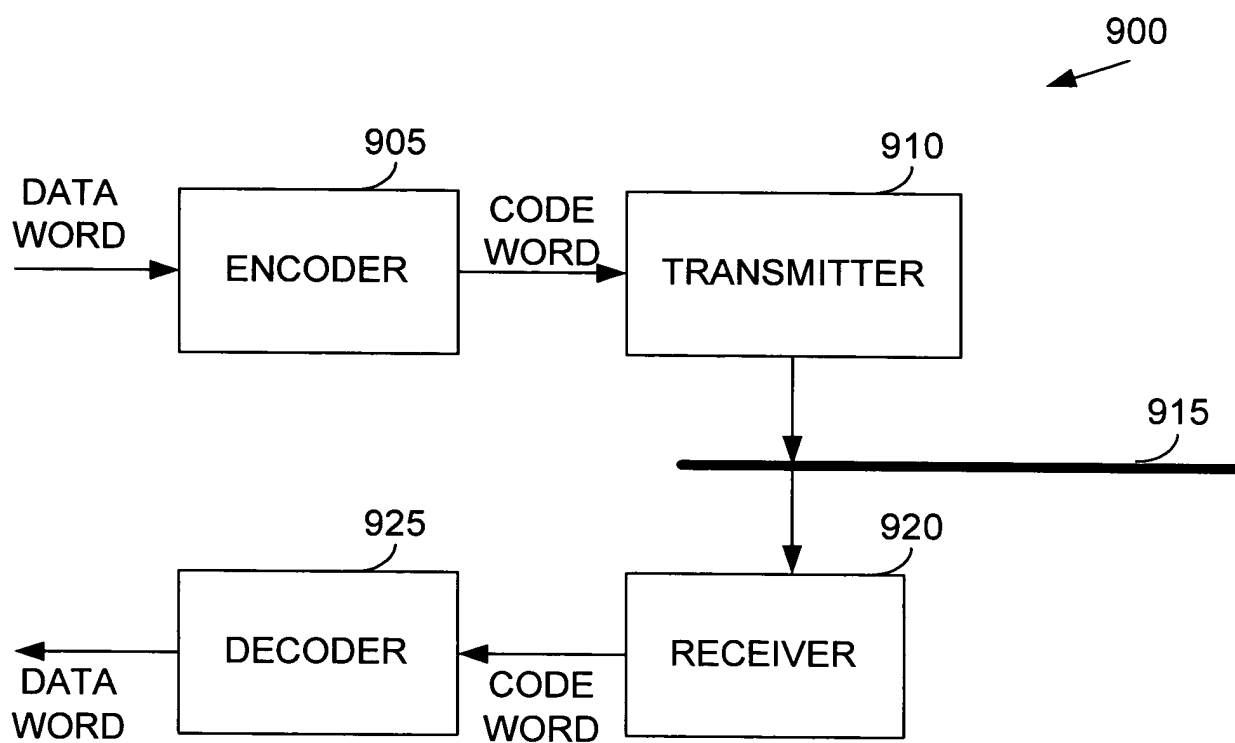 900
905
910
DATA
WORD
ENCODER
CODE
WORD
TRANSMITTER
915
925
920
DECODER
RECEIVER
DATA
WORD
CODE
WORD